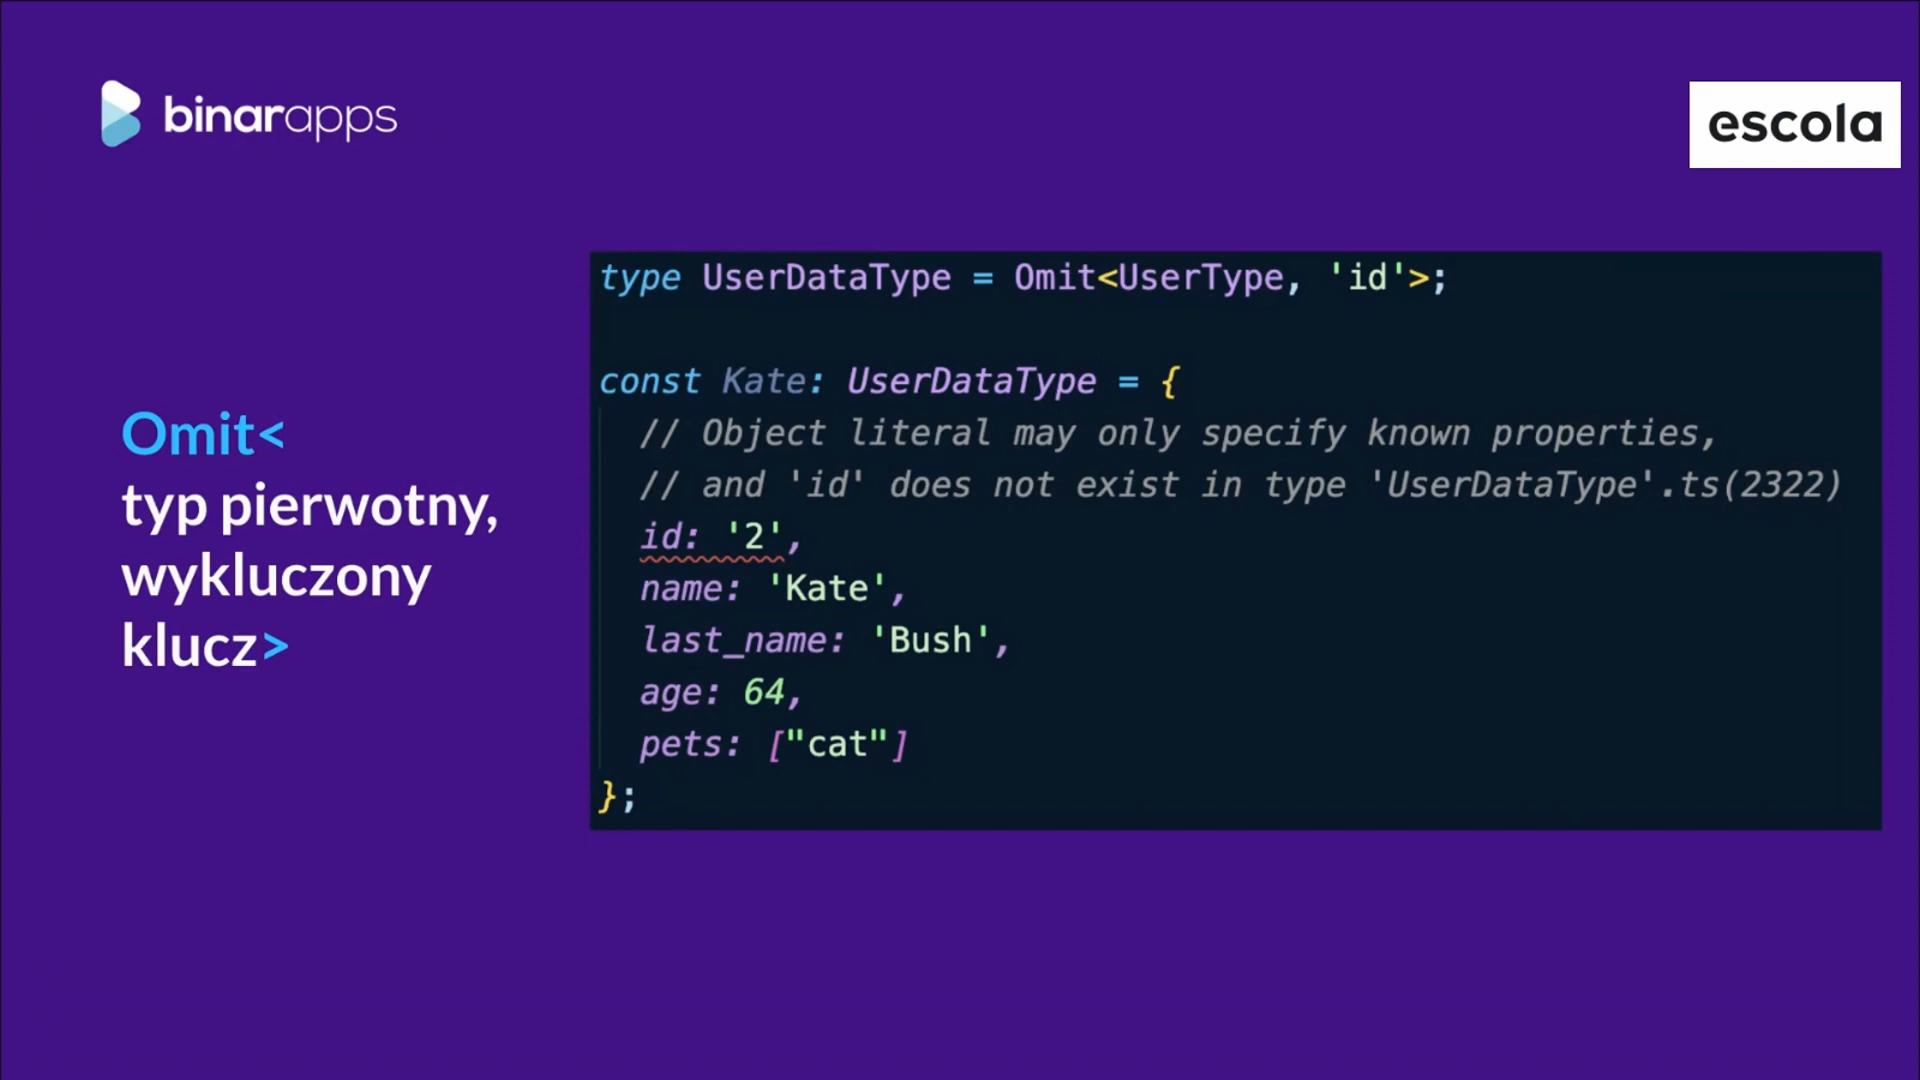 binarapps
escola
Omit<
typ pierwotny,
wykluczony
klucz>
type UserDataType = Omit<UserType, 'id'>;
const Kate: UserDataType = {
// Object literal may only specify known properties,
// and 'id' does not exist in type 'UserDataType'.ts(2322)
id: '2',
name: 'Kate',
last_name: 'Bush',
age: 64,
pets: ["cat"]
};